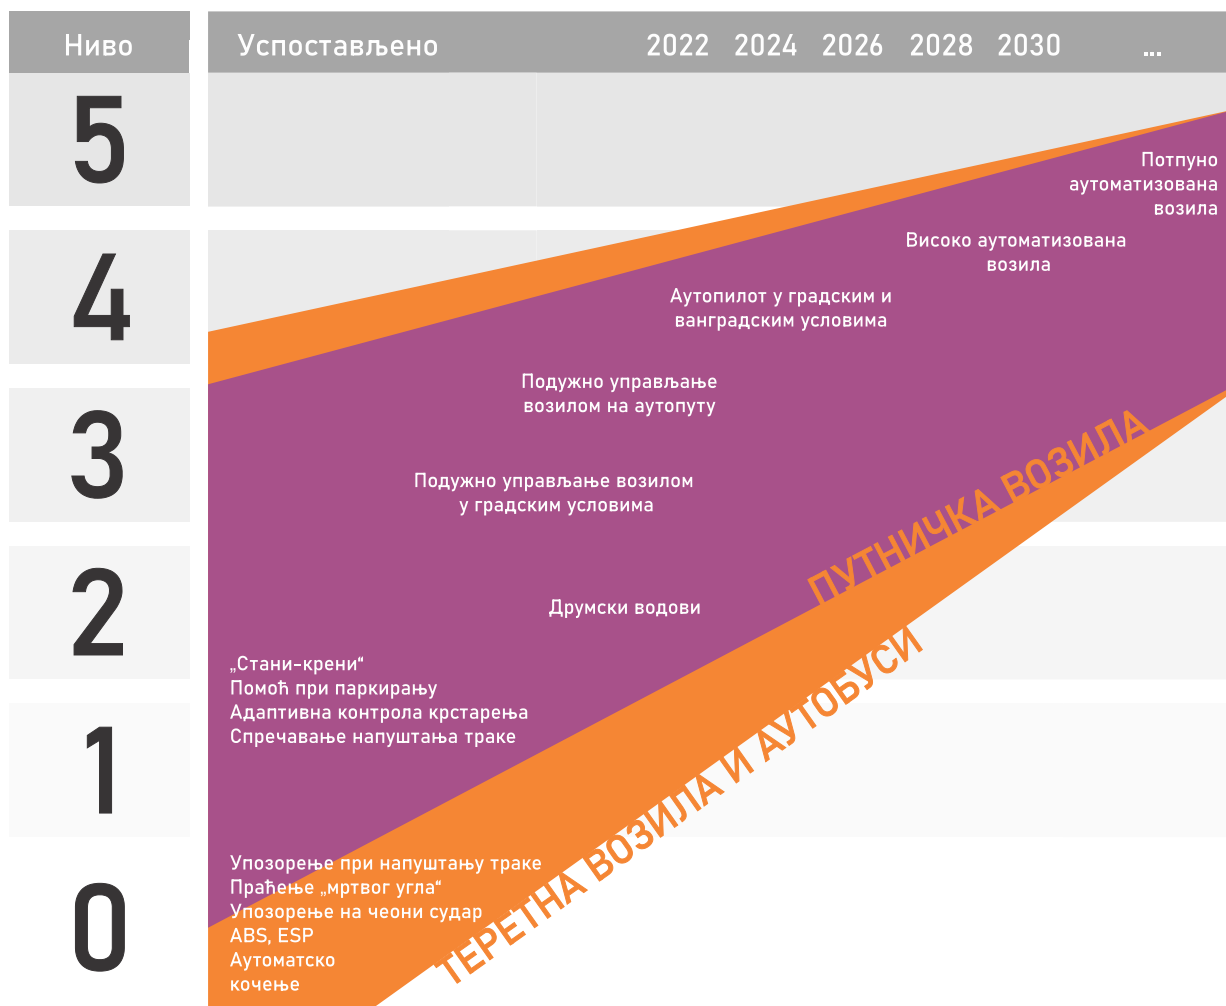 Ниво
Успостављено 2022 2024 2026 2028 2030 ...
5
Потпуно
аутоматизована
возила
4
Високо аутоматизована
возила
Аутопилот у градским и
ванградским условима
3
Подужно управљање
возилом на аутопуту
Подужно управљање возилом
у градским условима
ПУТНИЧКА ВОЗИЛА
2
Друмски водови
ТЕРЕТНА ВОЗИЛА И АУТОБУСИ
„Стани-крени“
Помоћ при паркирању
Адаптивна контрола крстарења
Спречавање напуштања траке
1
Упозорење при напуштању траке
Праћење „мртвог угла“
Упозорење на чеони судар
ABS, ESP
Аутоматско
кочење
0